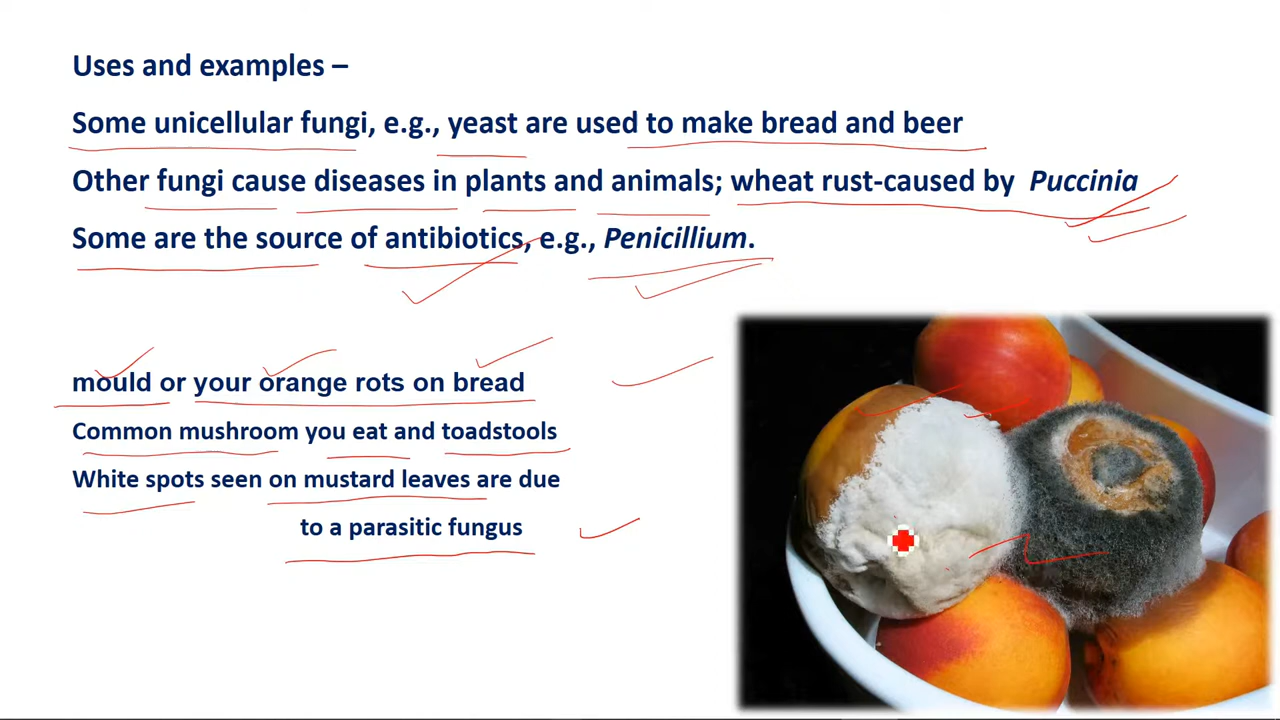 Uses and examples –
Some unicellular fungi, e.g., yeast are used to make bread and beer
Other fungi cause diseases in plants and animals; wheat rust-caused by Puccinia
Some are the source of antibiotics, e.g., Penicillium.
mould or your orange rots on bread
Common mushroom you eat and toadstools
White spots seen on mustard leaves are due
to a parasitic fungus